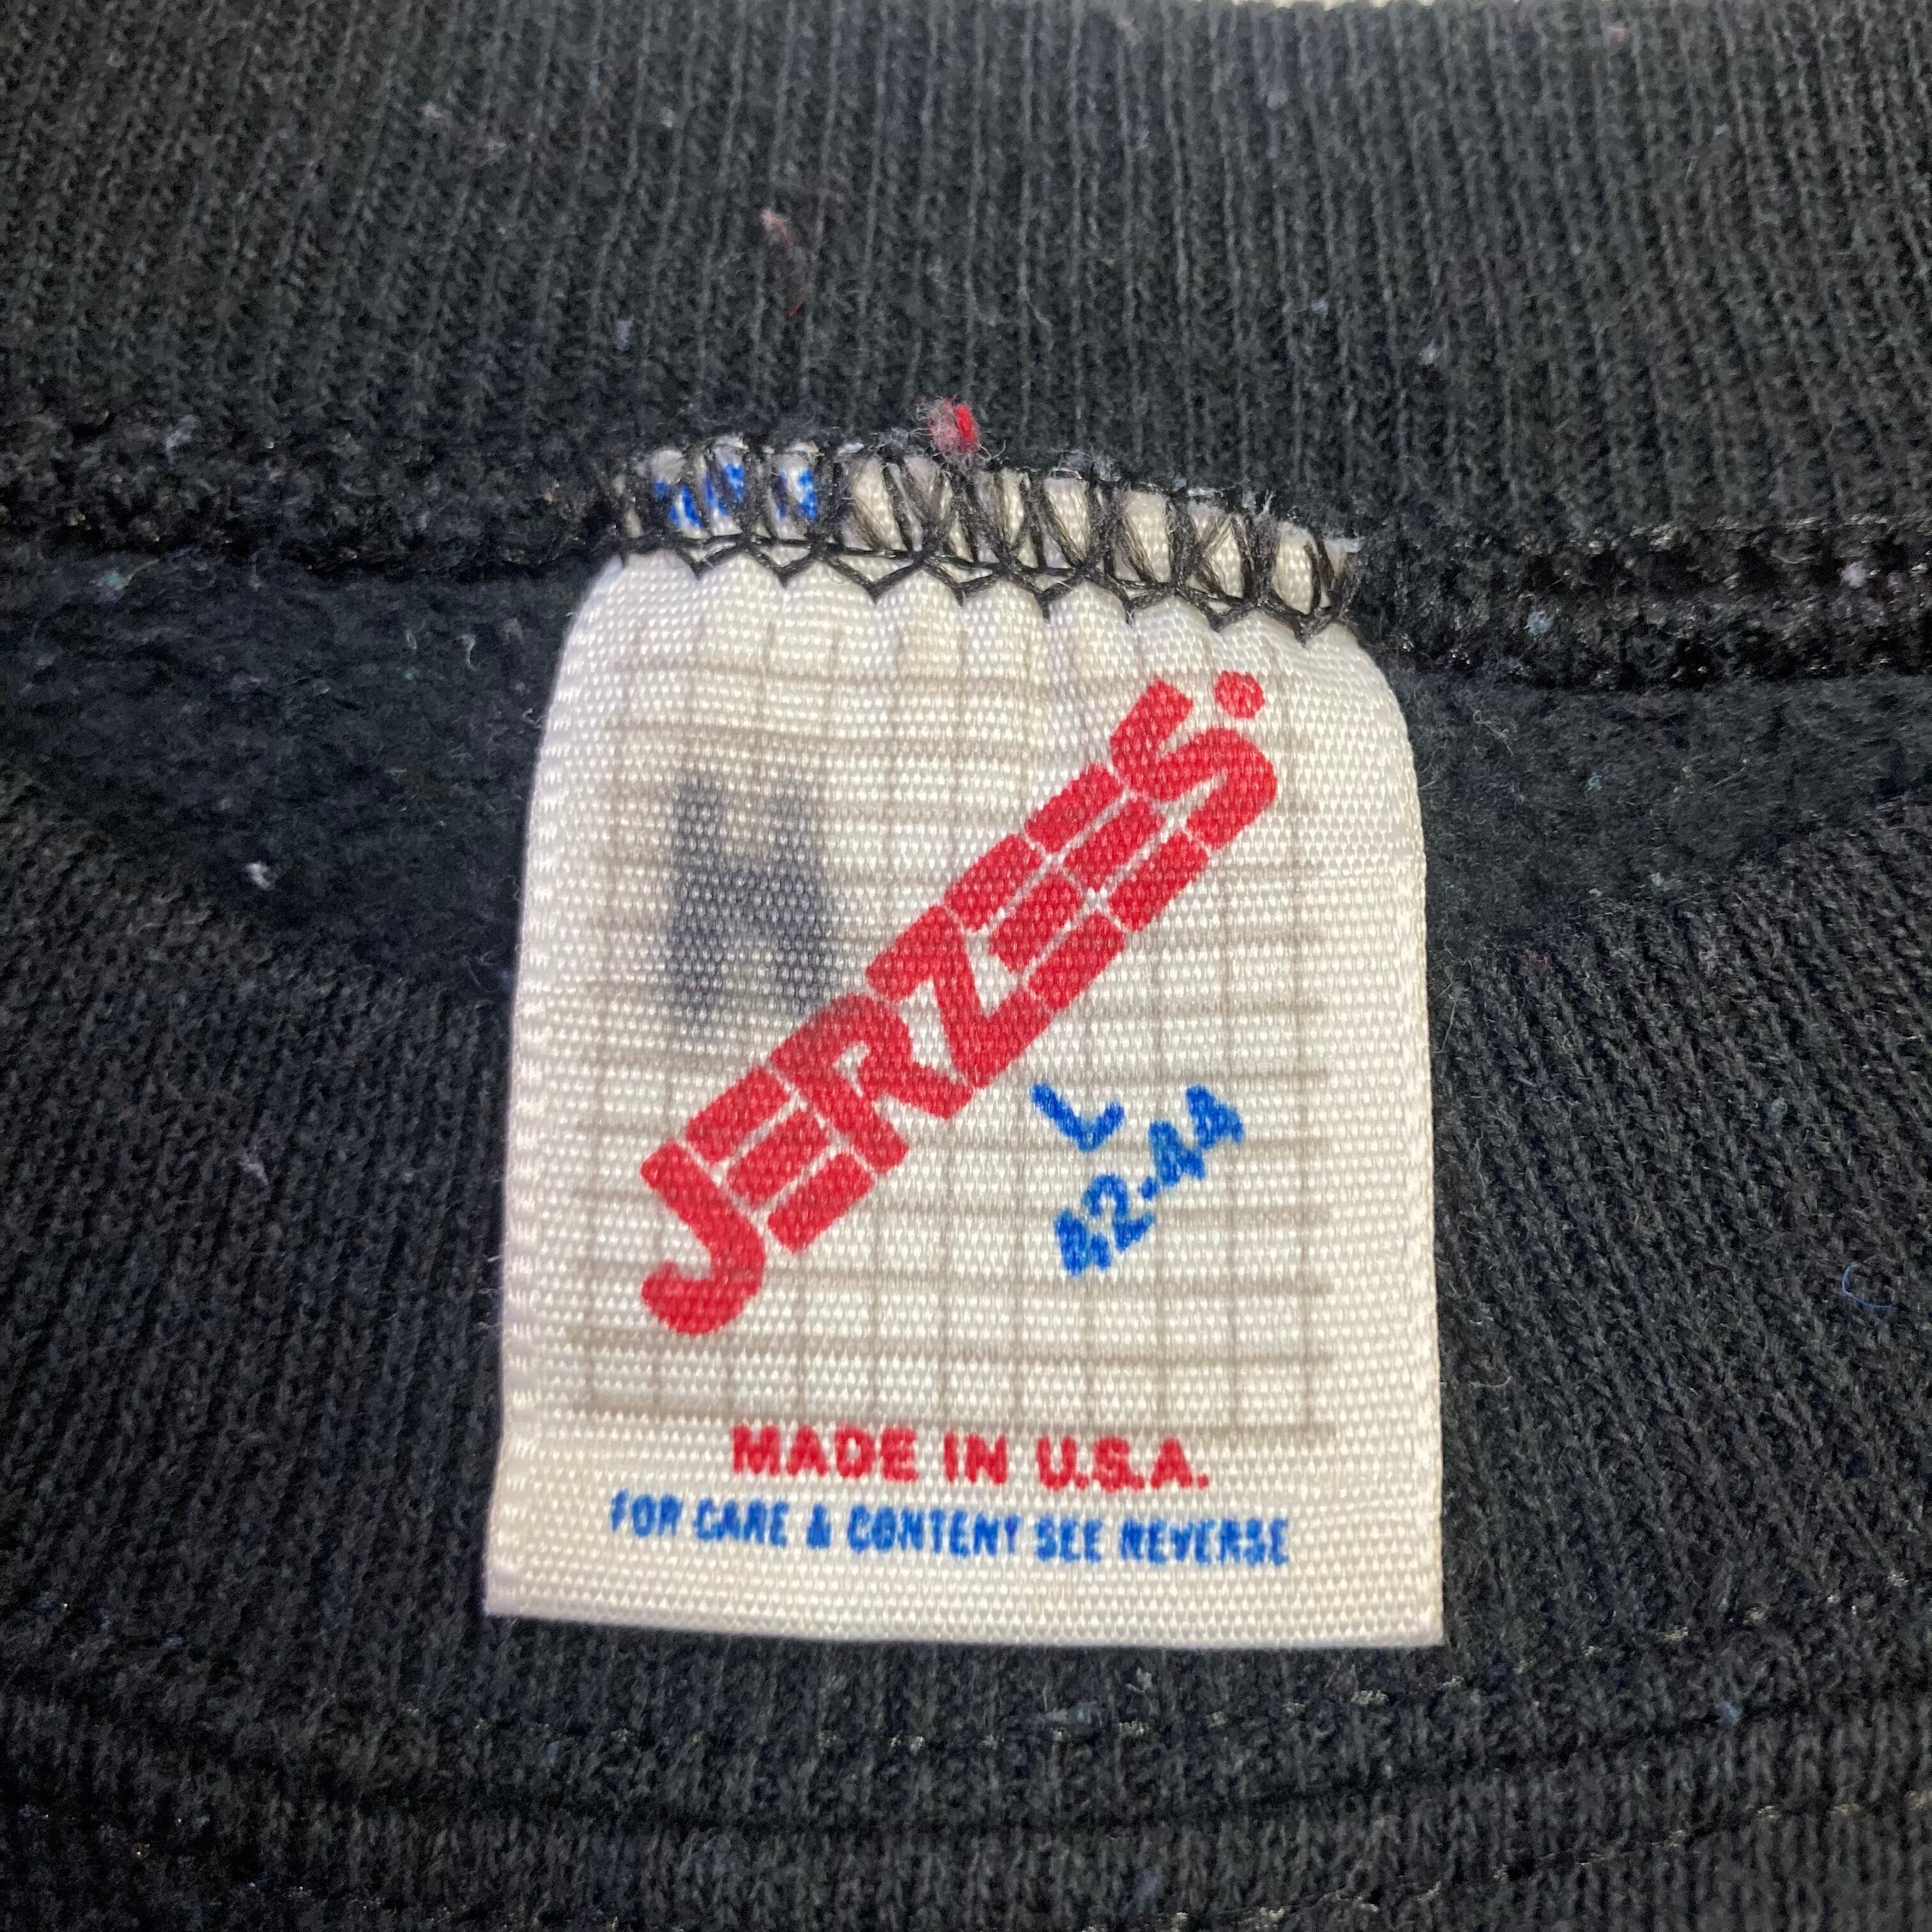 JERZEES.
L
42-44
MADE IN U.S.A.
FOR CARE & CONTENT SEE REVERSE